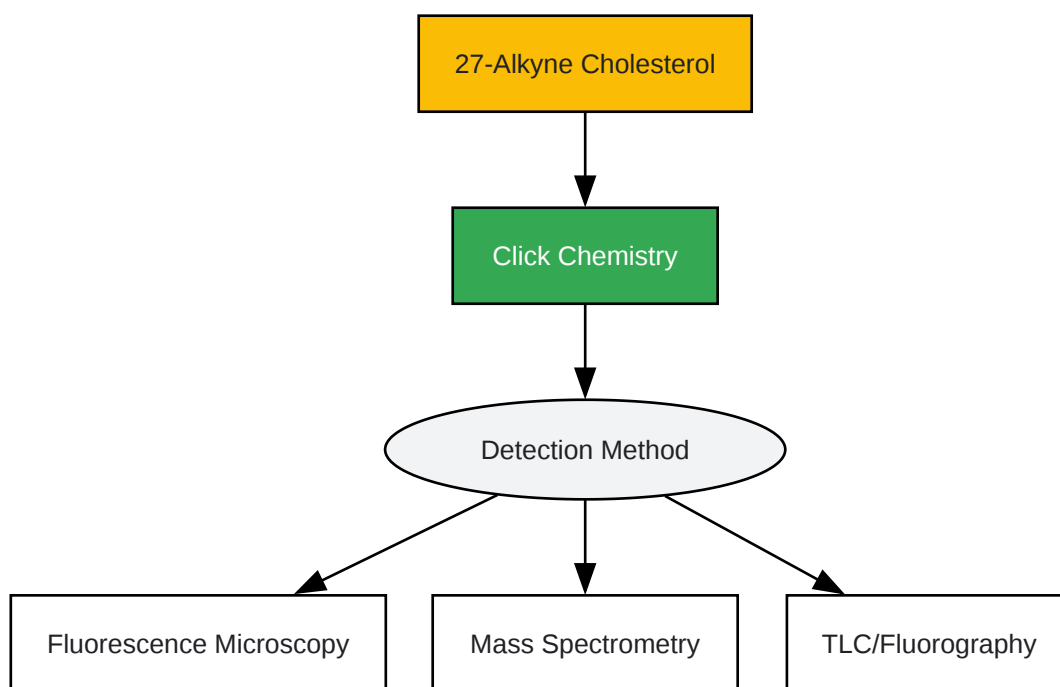 27-Alkyne Cholesterol
Click Chemistry
Detection Method
Fluorescence Microscopy
Mass Spectrometry
TLC/Fluorography